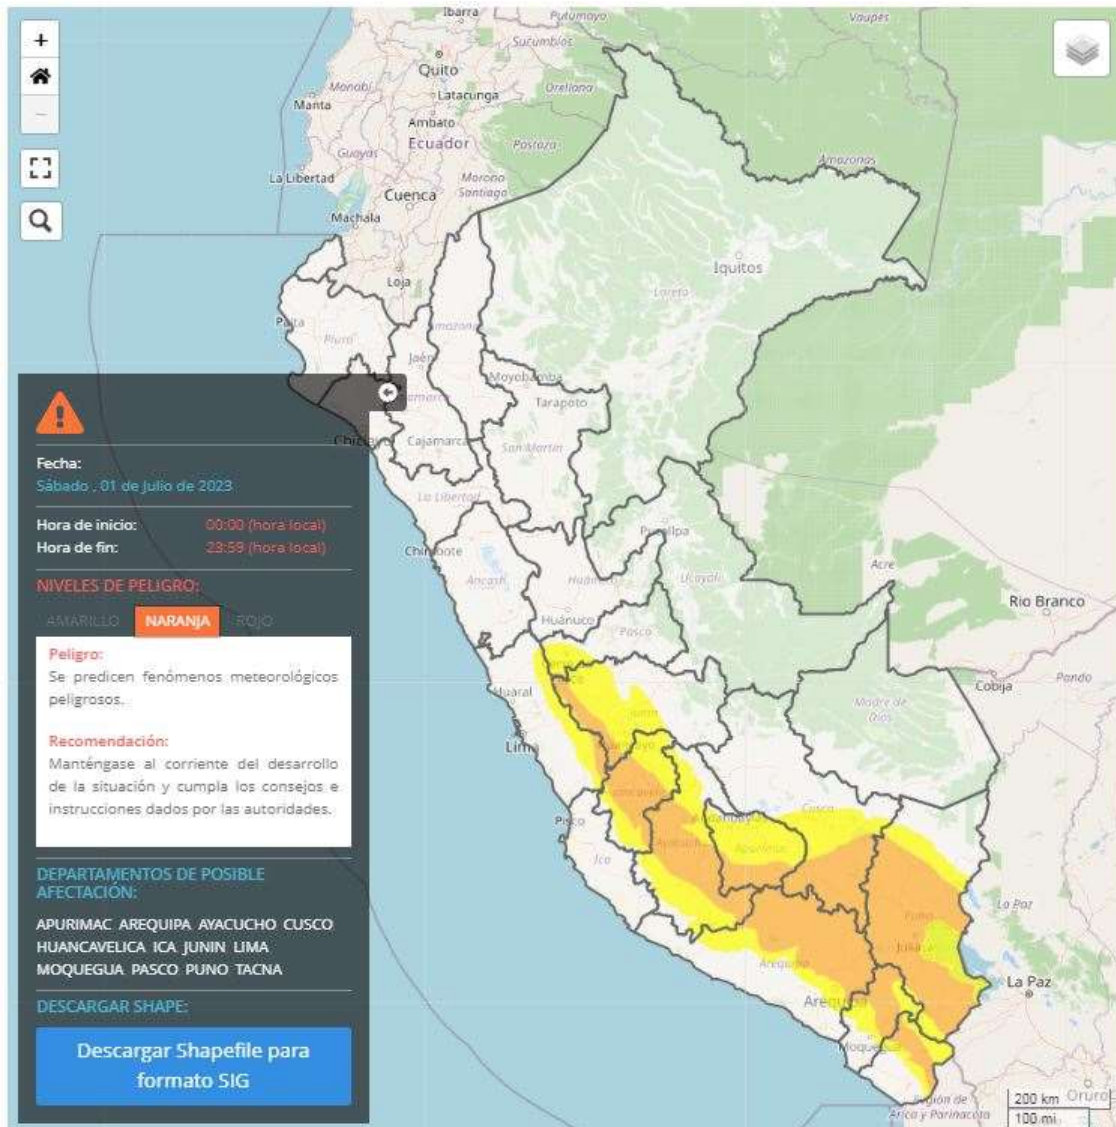 +
−
Fecha:
Sábado , 01 de Julio de 2023
Hora de inicio: 00:00 (hora local)
Hora de fin: 23:59 (hora local)
NIVELES DE PELIGRO:
AMARILLO NARANJA ROJO
Peligro:
Se predicen fenómenos meteorológicos
peligrosos.
Recomendación:
Manténgase al corriente del desarrollo
de la situación y cumpla los consejos e
instrucciones dados por las autoridades.
DEPARTAMENTOS DE POSIBLE
AFECTACIÓN:
APURIMAC AREQUIPA AYACUCHO CUSCO
HUANCAVELICA ICA JUNIN LIMA
MOQUEGUA PASCO PUNO TACNA
DESCARGAR SHAPE:
Descargar Shapefile para
formato SIG
Ibarra
Putumayo
Vaupés
Sucumbíos
Quito
Manabí
Latacunga
Orellana
Manta
Ambato
Ecuador
Pastaza
Guayas
Amazonas
La Libertad
Morona
Santiago
Cuenca
Machala
Iquitos
Loja
Loreto
Paita
Piura
Jaén
Moyobamba
Tarapoto
Cajamarca
San Martín
La Libertad
Pucallpa
Ancash
Ucayali
Acre
Rio Branco
Huánuco
Pasco
Cobija
Pando
Huaral
Madre de
Dios
Junín
Lima
Pisco
Cusco
Ica
Apurímac
La Paz
Puno
Arequipa
La Paz
Arequipa
Moquegua
200 km
100 mi
Oruro
Región de
Arica y Parinacota